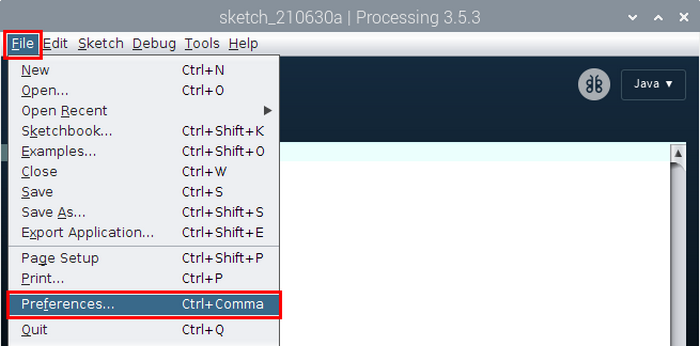 sketch_210630a | Processing 3.5.3
File Edit Sketch Debug Tools Help
New Ctrl+N
Open... Ctrl+O
Open Recent
Sketchbook... Ctrl+Shift+K
Examples... Ctrl+Shift+O
Close Ctrl+W
Save Ctrl+S
Save As... Ctrl+Shift+S
Export Application... Ctrl+Shift+E
Page Setup Ctrl+Shift+P
Print... Ctrl+P
Preferences... Ctrl+Comma
Quit Ctrl+Q
Java ▼